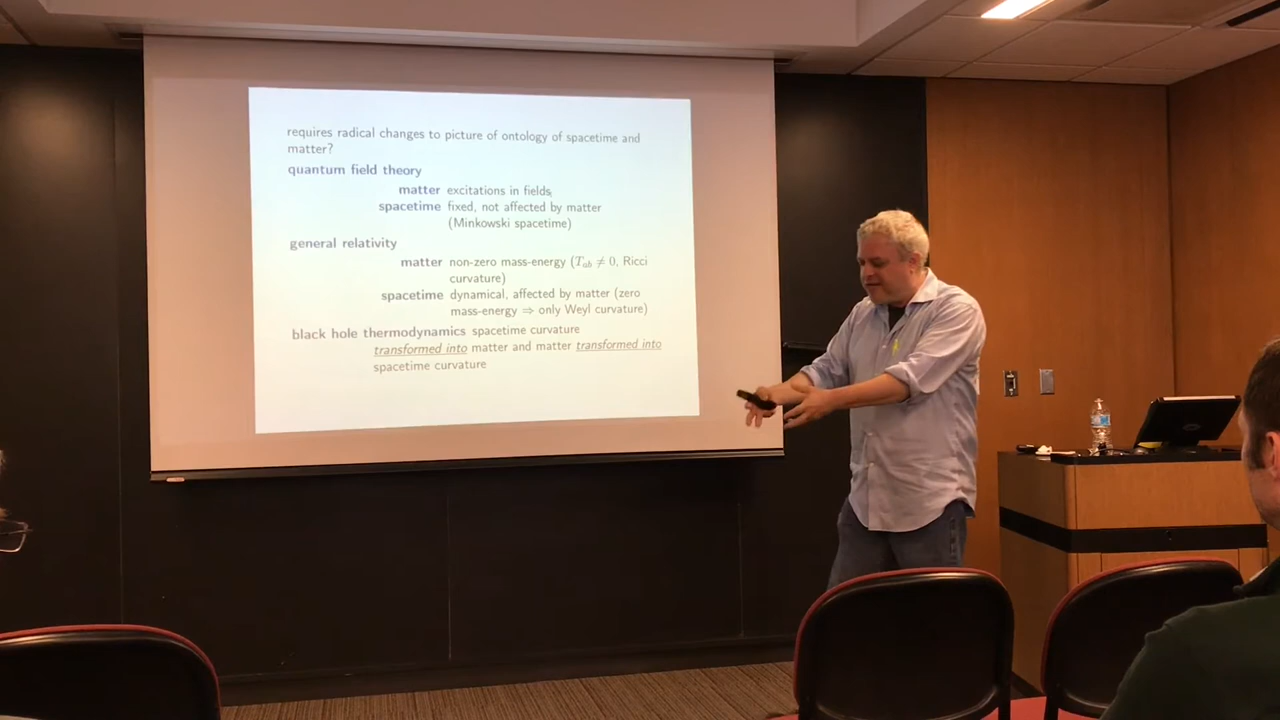 requires radical changes to picture of ontology of spacetime and
matter?
quantum field theory
matter excitations in fields
spacetime fixed, not affected by matter
(Minkowski spacetime)
general relativity
matter non-zero mass-energy (T_{ab} ≠ 0, Ricci
curvature)
spacetime dynamical, affected by matter (zero
mass-energy ⇒ only Weyl curvature)
black hole thermodynamics spacetime curvature
transformed into matter and matter transformed into
spacetime curvature